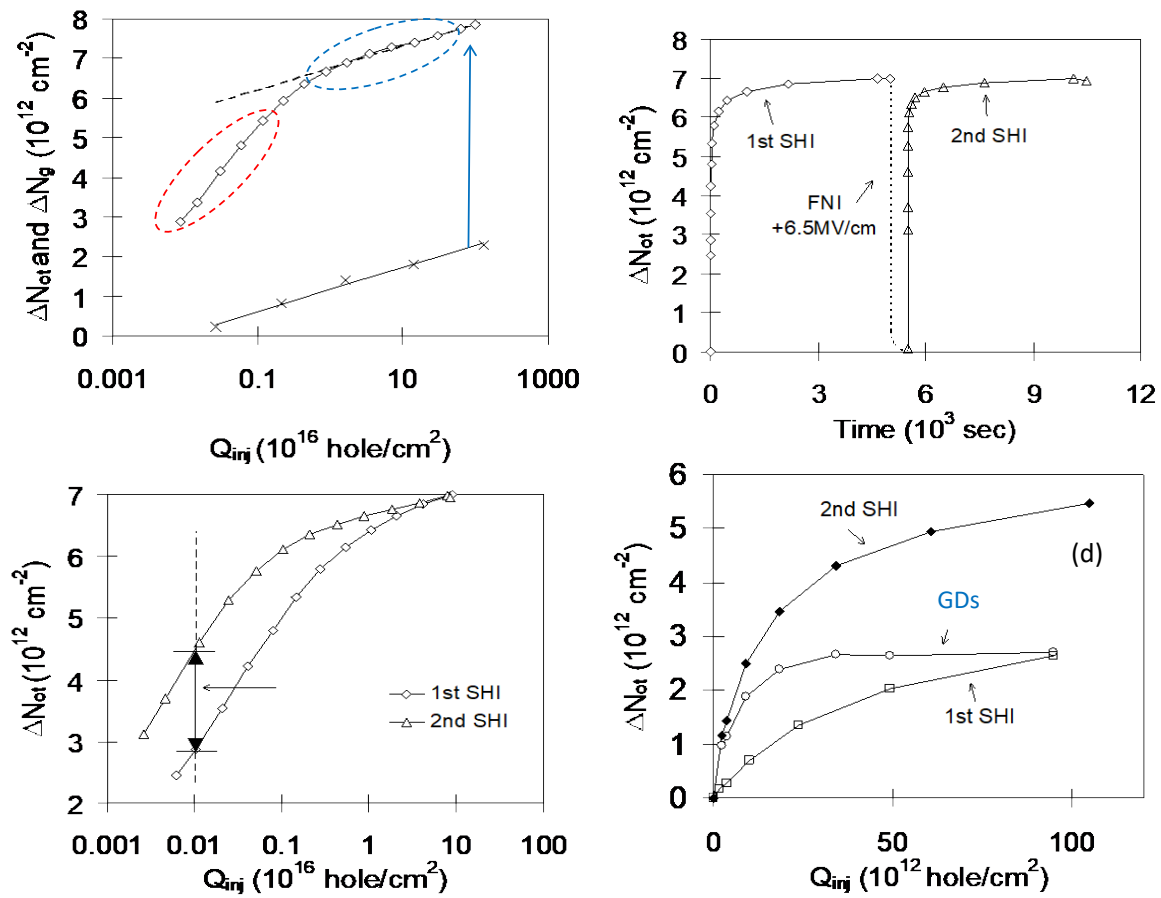 ΔNot and ΔNg (10^12 cm^-2)
8
7
6
5
4
3
2
1
0
0.001 0.1 10 1000
Qinj (10^16 hole/cm^2)
ΔNot (10^12 cm^-2)
8
7
6
5
4
3
2
1
0
1st SHI
2nd SHI
FNI
+6.5MV/cm
0 3 6 9 12
Time (10^3 sec)
ΔNot (10^12 cm^-2)
7
6
5
4
3
2
1st SHI
2nd SHI
0.001 0.01 0.1 1 10 100
Qinj (10^16 hole/cm^2)
ΔNot (10^12 cm^-2)
6
5
4
3
2
1
0
2nd SHI
(d)
GDs
1st SHI
0 50 100
Qinj (10^12 hole/cm^2)